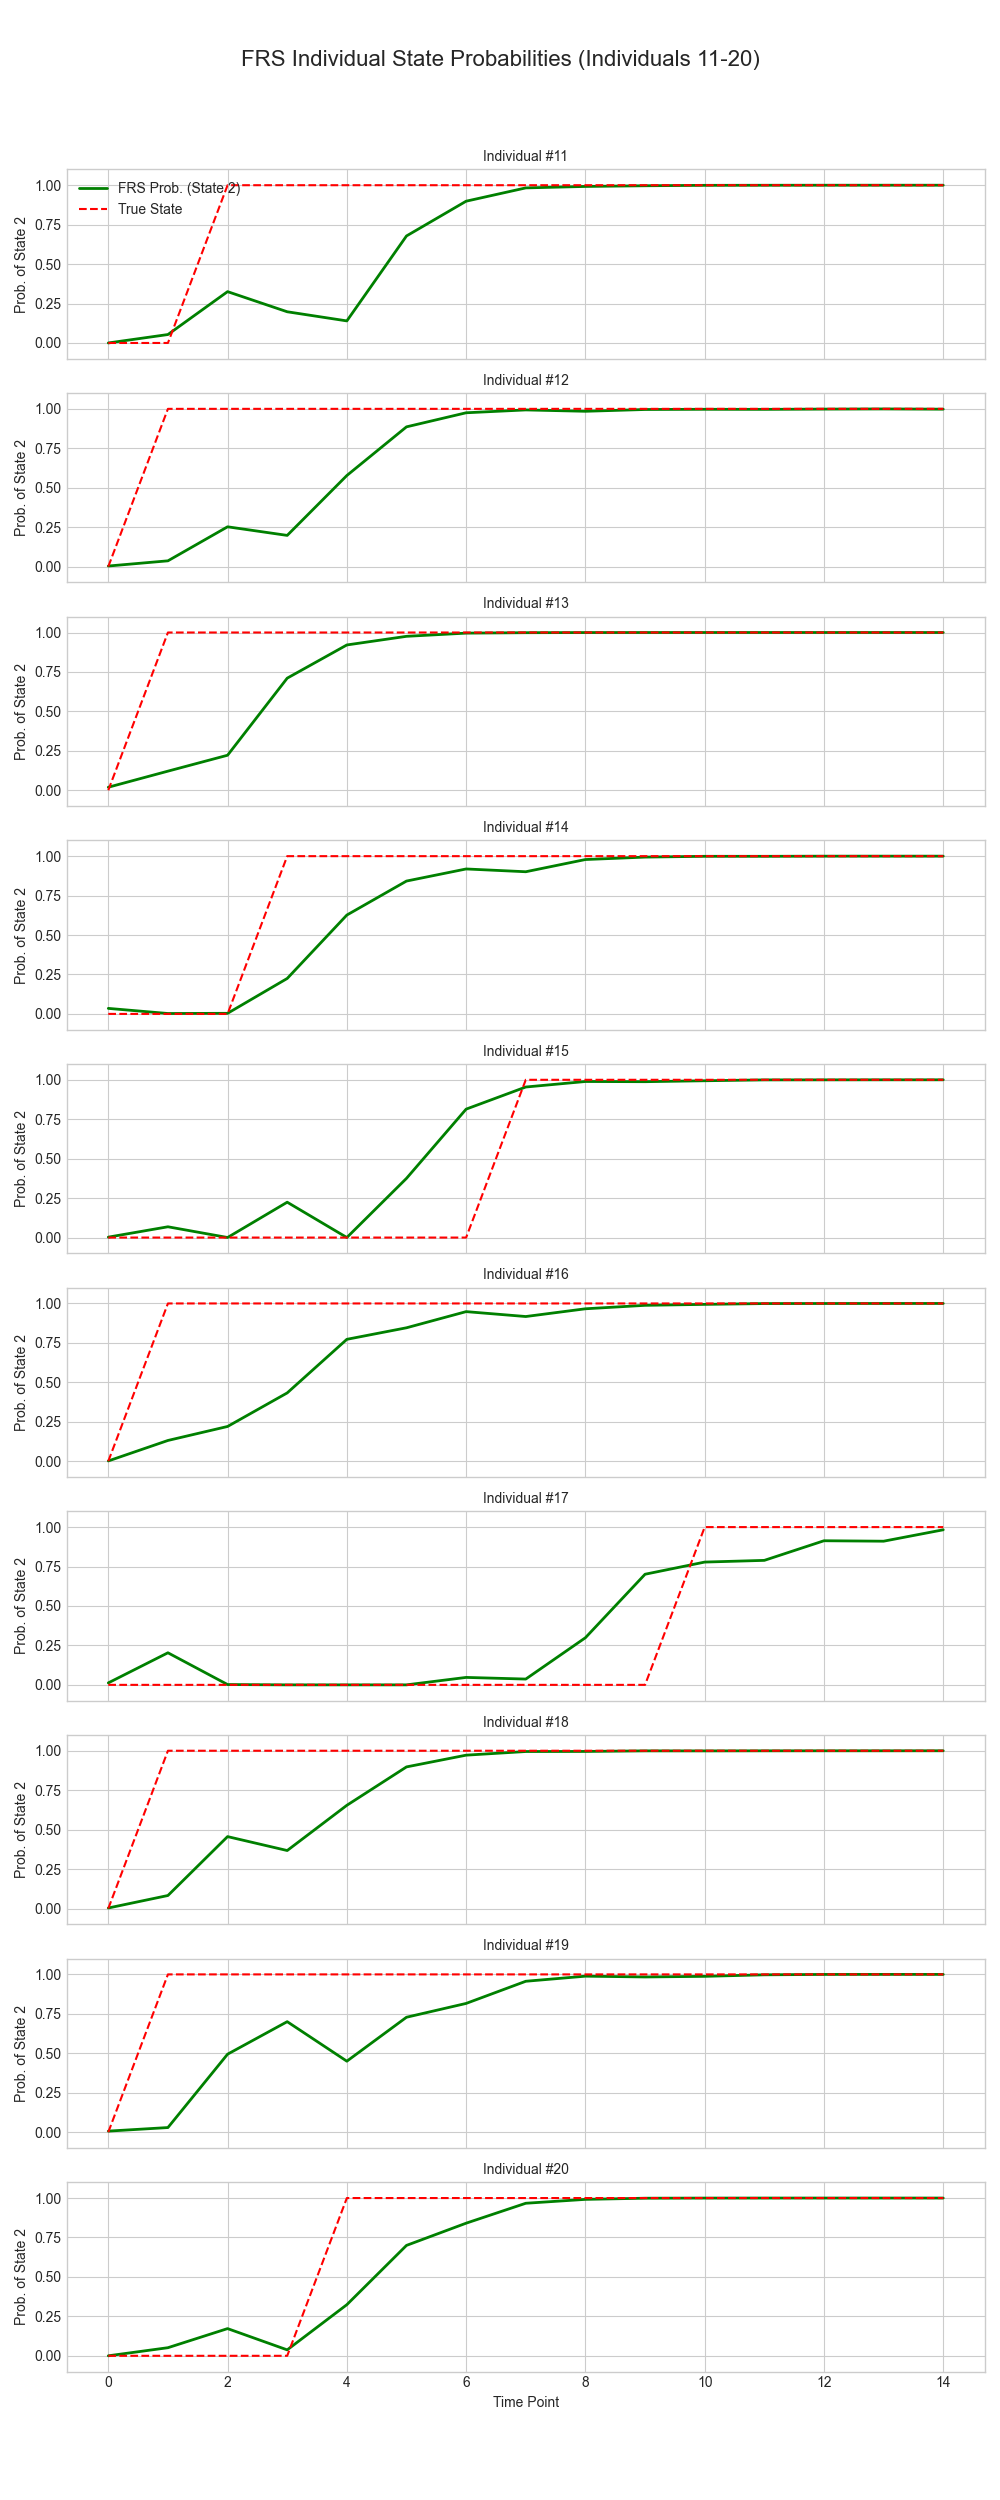 FRS Individual State Probabilities (Individuals 11-20)
Individual #11
FRS Prob. (State 2)
True State
Prob. of State 2
1.00
0.75
0.50
0.25
0.00
Individual #12
Prob. of State 2
1.00
0.75
0.50
0.25
0.00
Individual #13
Prob. of State 2
1.00
0.75
0.50
0.25
0.00
Individual #14
Prob. of State 2
1.00
0.75
0.50
0.25
0.00
Individual #15
Prob. of State 2
1.00
0.75
0.50
0.25
0.00
Individual #16
Prob. of State 2
1.00
0.75
0.50
0.25
0.00
Individual #17
Prob. of State 2
1.00
0.75
0.50
0.25
0.00
Individual #18
Prob. of State 2
1.00
0.75
0.50
0.25
0.00
Individual #19
Prob. of State 2
1.00
0.75
0.50
0.25
0.00
Individual #20
Prob. of State 2
1.00
0.75
0.50
0.25
0.00
0 2 4 6 8 10 12 14
Time Point